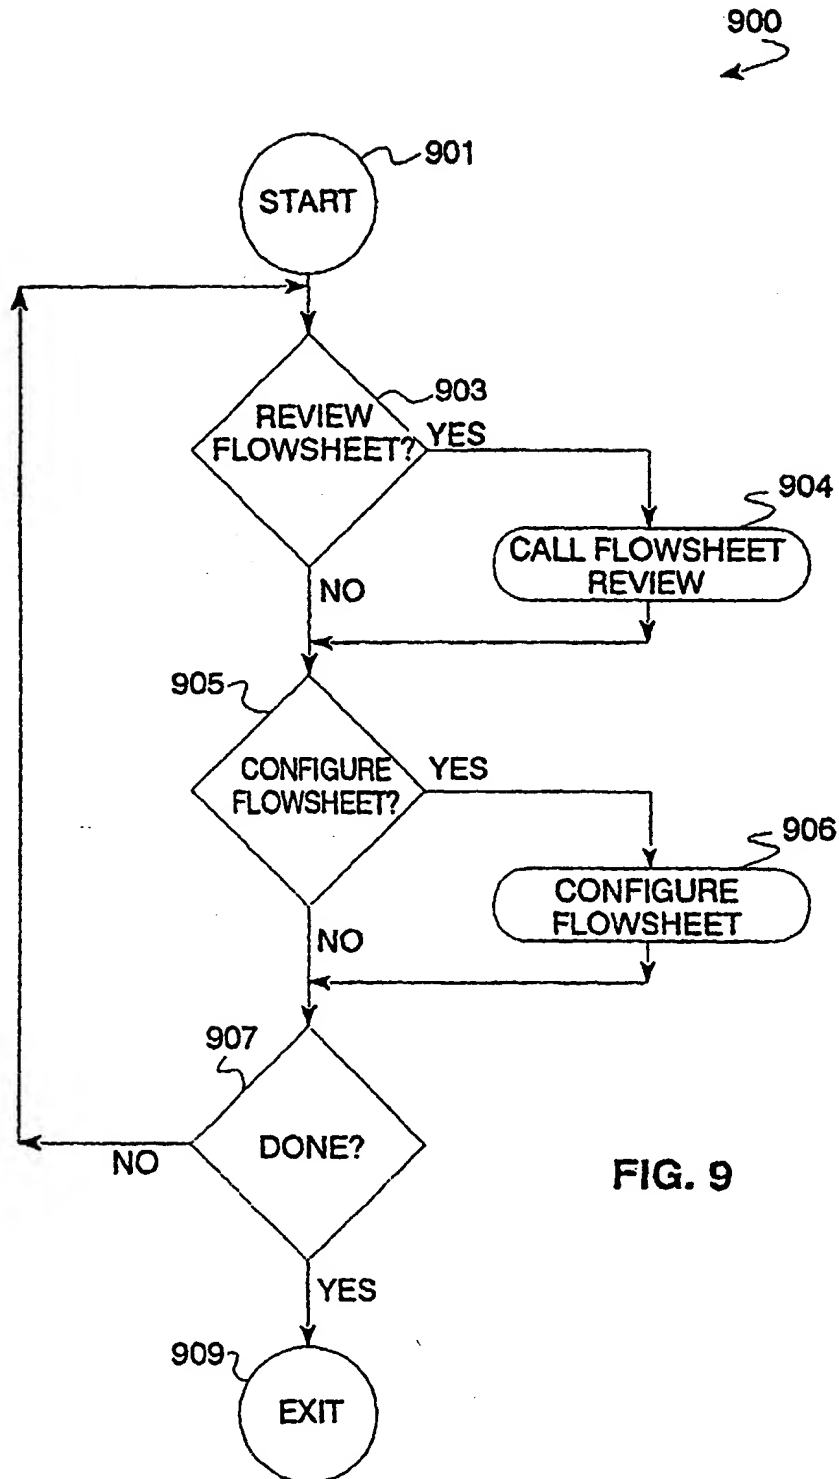 900
901
START
903
REVIEW
FLOWSHEET?
YES
904
CALL FLOWSHEET
REVIEW
NO
905
CONFIGURE
FLOWSHEET?
YES
906
CONFIGURE
FLOWSHEET
NO
907
DONE?
NO
FIG. 9
YES
909
EXIT